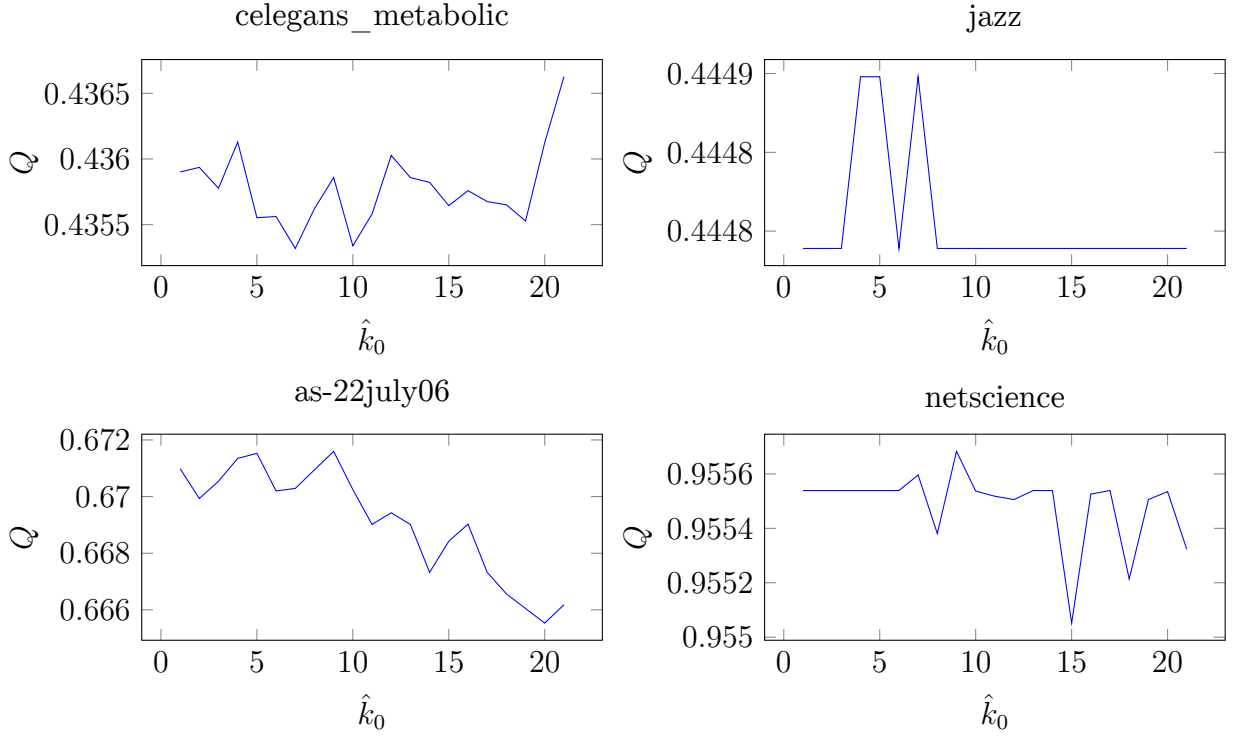 celegans_metabolic
0.4365
0.436
0.4355
Q
0 5 10 15 20
k̂₀
jazz
0.4449
0.4448
0.4448
Q
0 5 10 15 20
k̂₀
as-22july06
0.672
0.67
0.668
0.666
Q
0 5 10 15 20
k̂₀
netscience
0.9556
0.9554
0.9552
0.955
Q
0 5 10 15 20
k̂₀